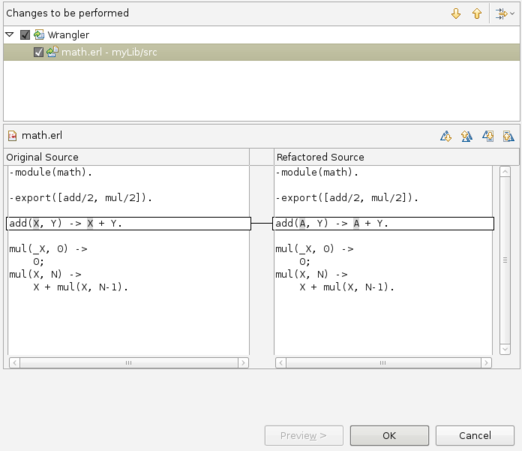 Changes to be performed
Wrangler
math.erl - myLib/src
math.erl
Original Source
-module(math).
-export([add/2, mul/2]).
add(X, Y) -> X + Y.
mul(_X, 0) ->
0;
mul(X, N) ->
X + mul(X, N-1).
Refactored Source
-module(math).
-export([add/2, mul/2]).
add(A, Y) -> A + Y.
mul(_X, 0) ->
0;
mul(X, N) ->
X + mul(X, N-1).
Preview >
OK
Cancel